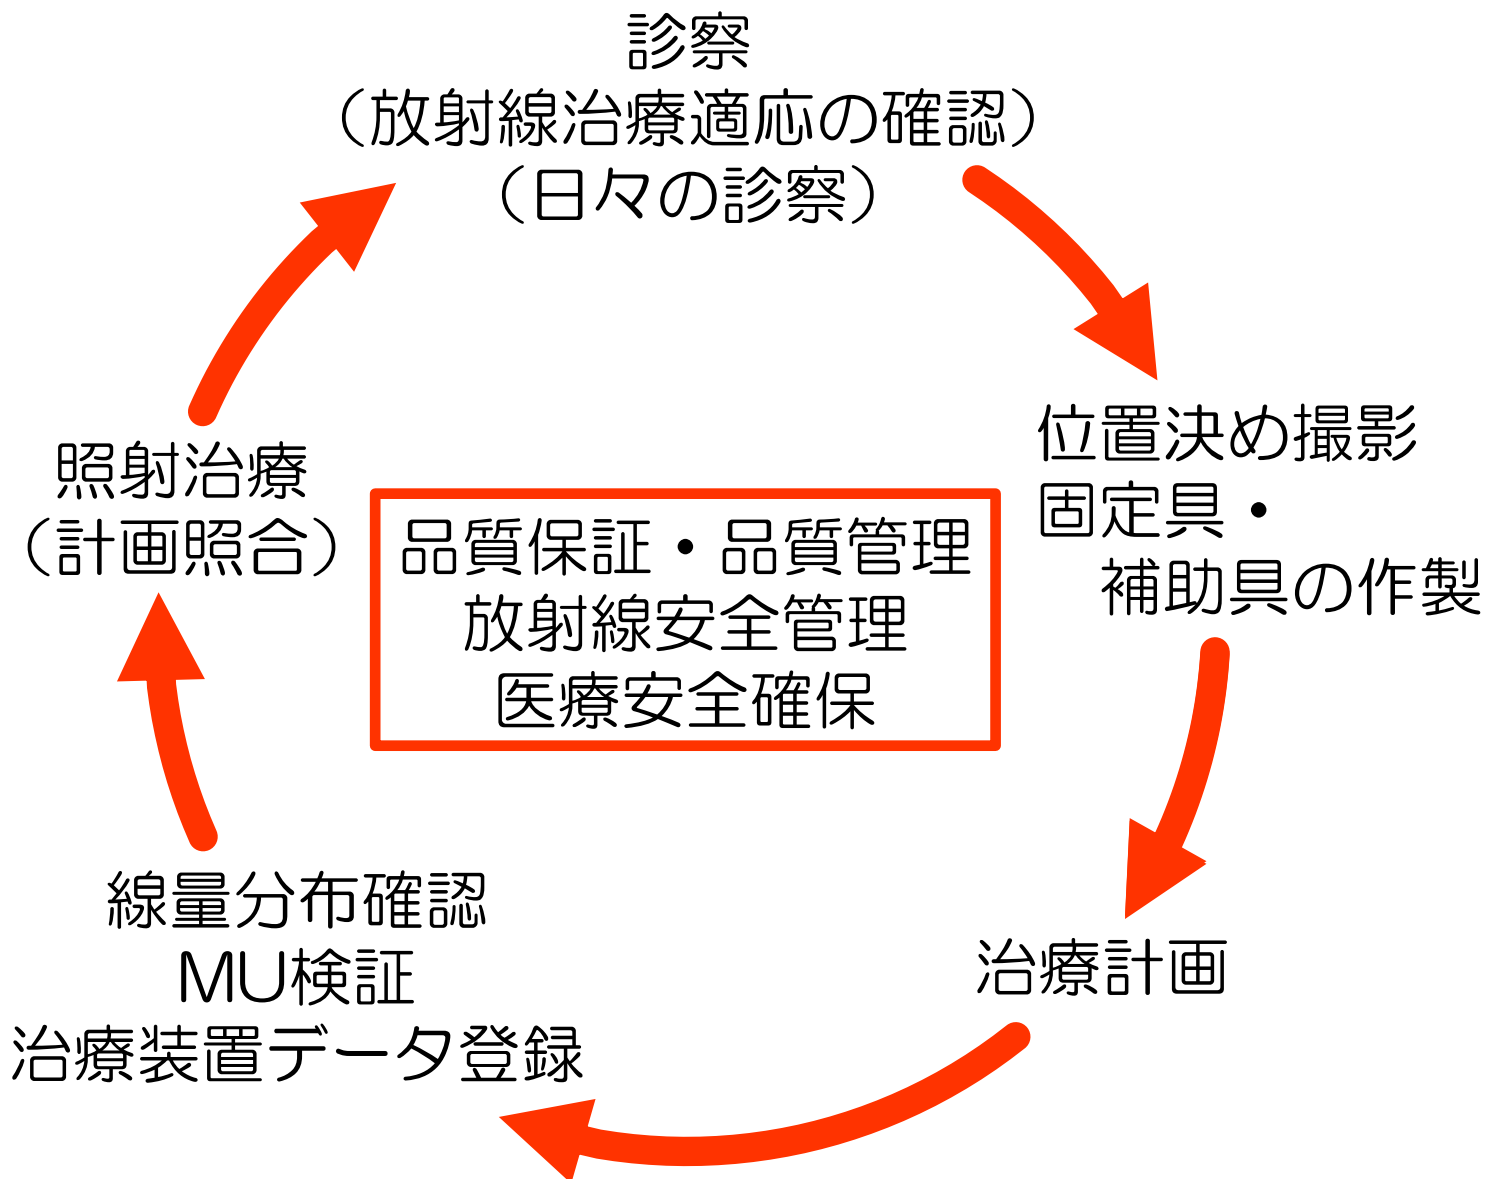 診察
(放射線治療適応の確認)
(日々の診察)
位置決め撮影
固定具・
補助具の作製
治療計画
線量分布確認
MU検証
治療装置データ登録
照射治療
(計画照合)
品質保証・品質管理
放射線安全管理
医療安全確保